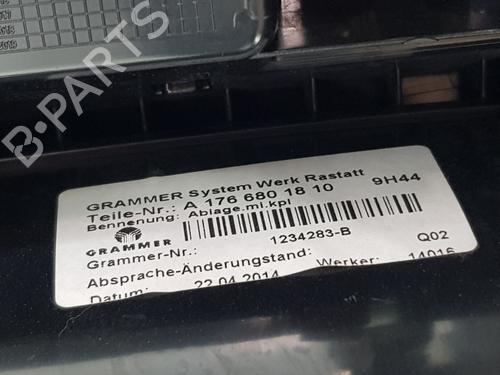 B-PARTS
GRAMMER System Werk Rastatt
Teile-Nr.: A 176 680 18 10 9H44
Bennenung: Ablage.mi.kpl
GRAMMER
Grammer-Nr.: 1234283-B Q02
Absprache-Änderungstand:
Datum: 22.04.2014 Werker: 14016